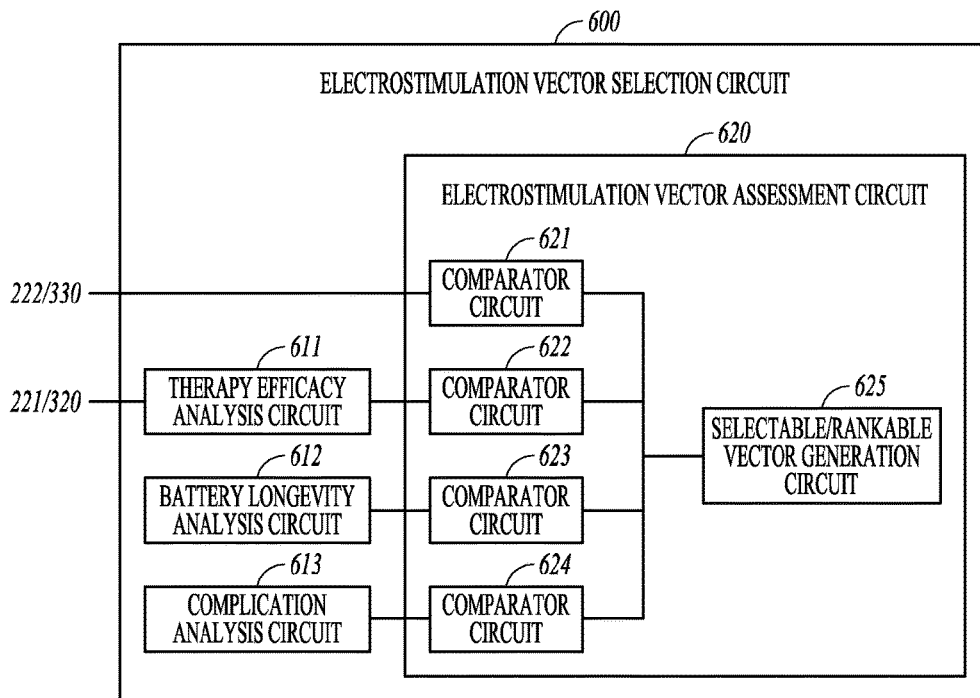 600
ELECTROSTIMULATION VECTOR SELECTION CIRCUIT
620
ELECTROSTIMULATION VECTOR ASSESSMENT CIRCUIT
621
222/330
COMPARATOR
CIRCUIT
611
622
221/320
THERAPY EFFICACY
ANALYSIS CIRCUIT
COMPARATOR
CIRCUIT
625
SELECTABLE/RANKABLE
VECTOR GENERATION
CIRCUIT
612
623
BATTERY LONGEVITY
ANALYSIS CIRCUIT
COMPARATOR
CIRCUIT
613
624
COMPLICATION
ANALYSIS CIRCUIT
COMPARATOR
CIRCUIT